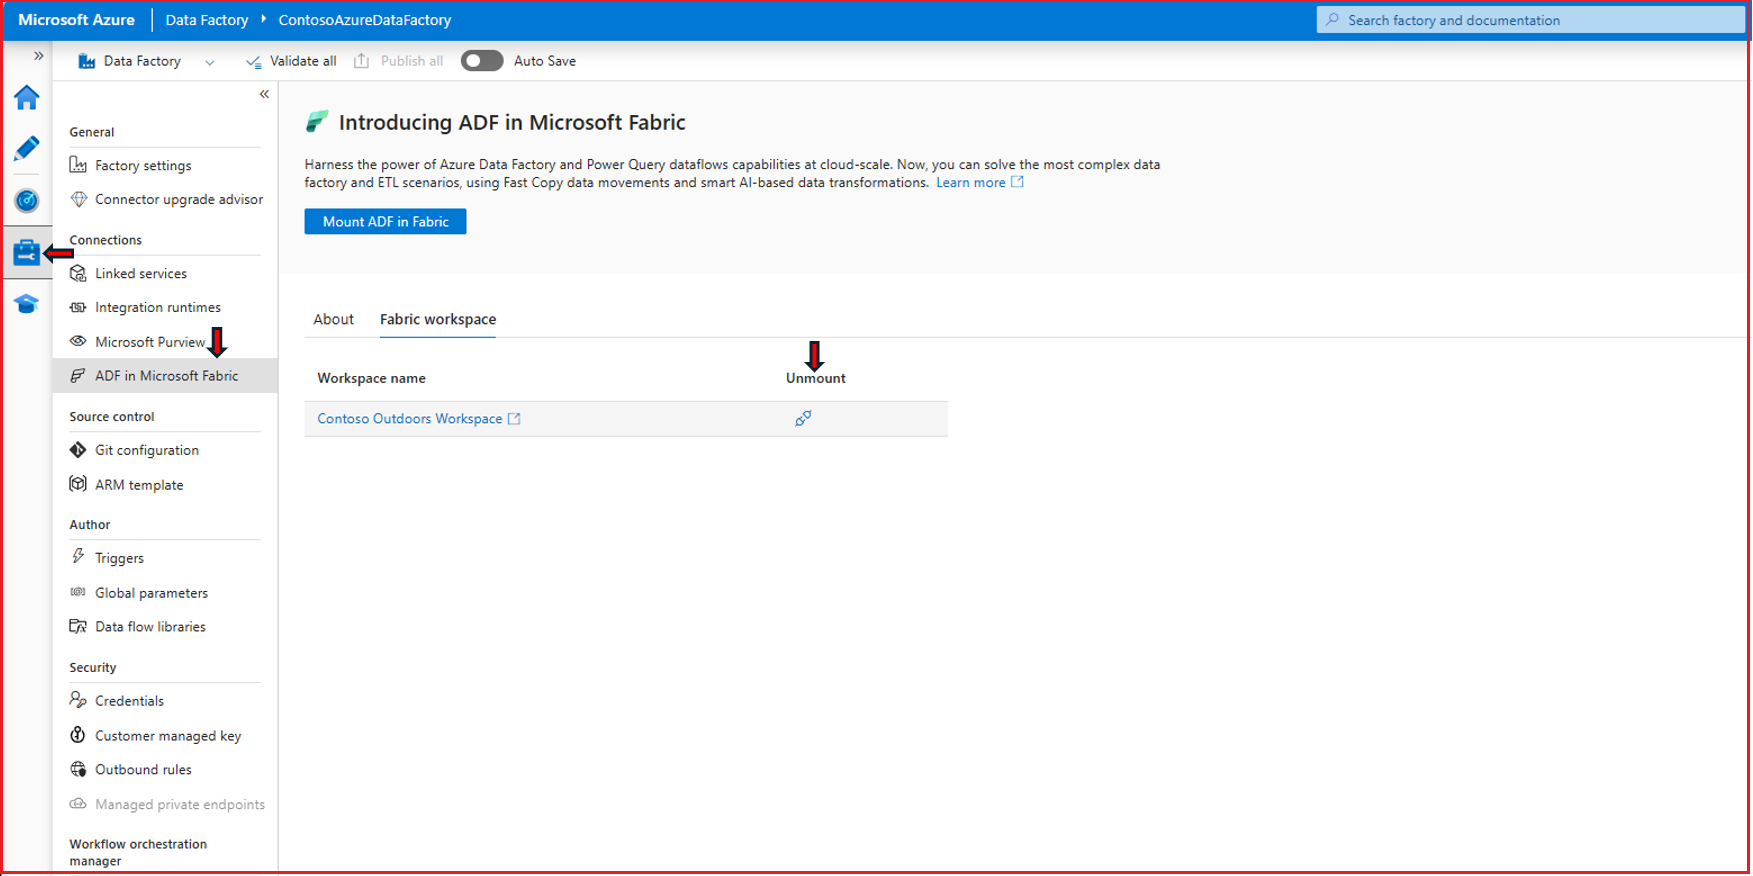 Microsoft Azure
Data Factory
ContosoAzureDataFactory
Search factory and documentation
Data Factory
Validate all
Publish all
Auto Save
General
Factory settings
Connector upgrade advisor
Connections
Linked services
Integration runtimes
Microsoft Purview
ADF in Microsoft Fabric
Source control
Git configuration
ARM template
Author
Triggers
Global parameters
Data flow libraries
Security
Credentials
Customer managed key
Outbound rules
Managed private endpoints
Workflow orchestration
manager
Introducing ADF in Microsoft Fabric
Harness the power of Azure Data Factory and Power Query dataflows capabilities at cloud-scale. Now, you can solve the most complex data
factory and ETL scenarios, using Fast Copy data movements and smart AI-based data transformations. Learn more
Mount ADF in Fabric
About
Fabric workspace
Workspace name
Unmount
Contoso Outdoors Workspace